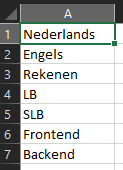 A
1 Nederlands
2 Engels
3 Rekenen
4 LB
5 SLB
6 Frontend
7 Backend